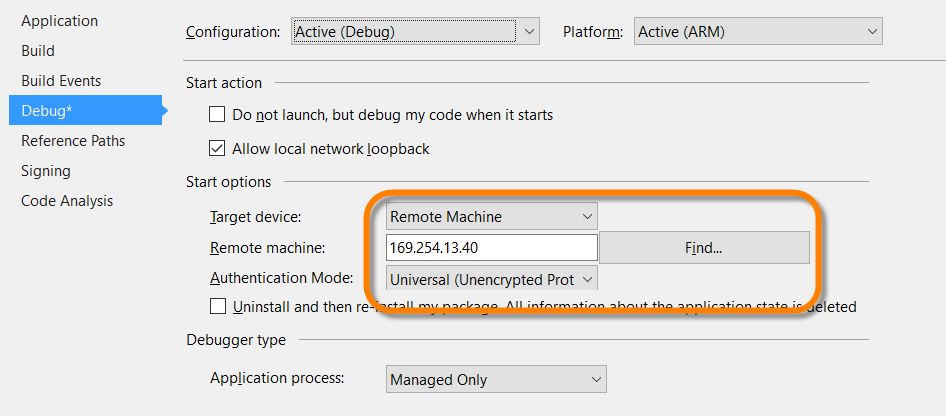 Application
Build
Build Events
Debug*
Reference Paths
Signing
Code Analysis
Configuration: Active (Debug) Platform: Active (ARM)
Start action
Do not launch, but debug my code when it starts
Allow local network loopback
Start options
Target device: Remote Machine
Remote machine: 169.254.13.40 Find...
Authentication Mode: Universal (Unencrypted Prot
Uninstall and then re-install my package. All information about the application state is deleted
Debugger type
Application process: Managed Only